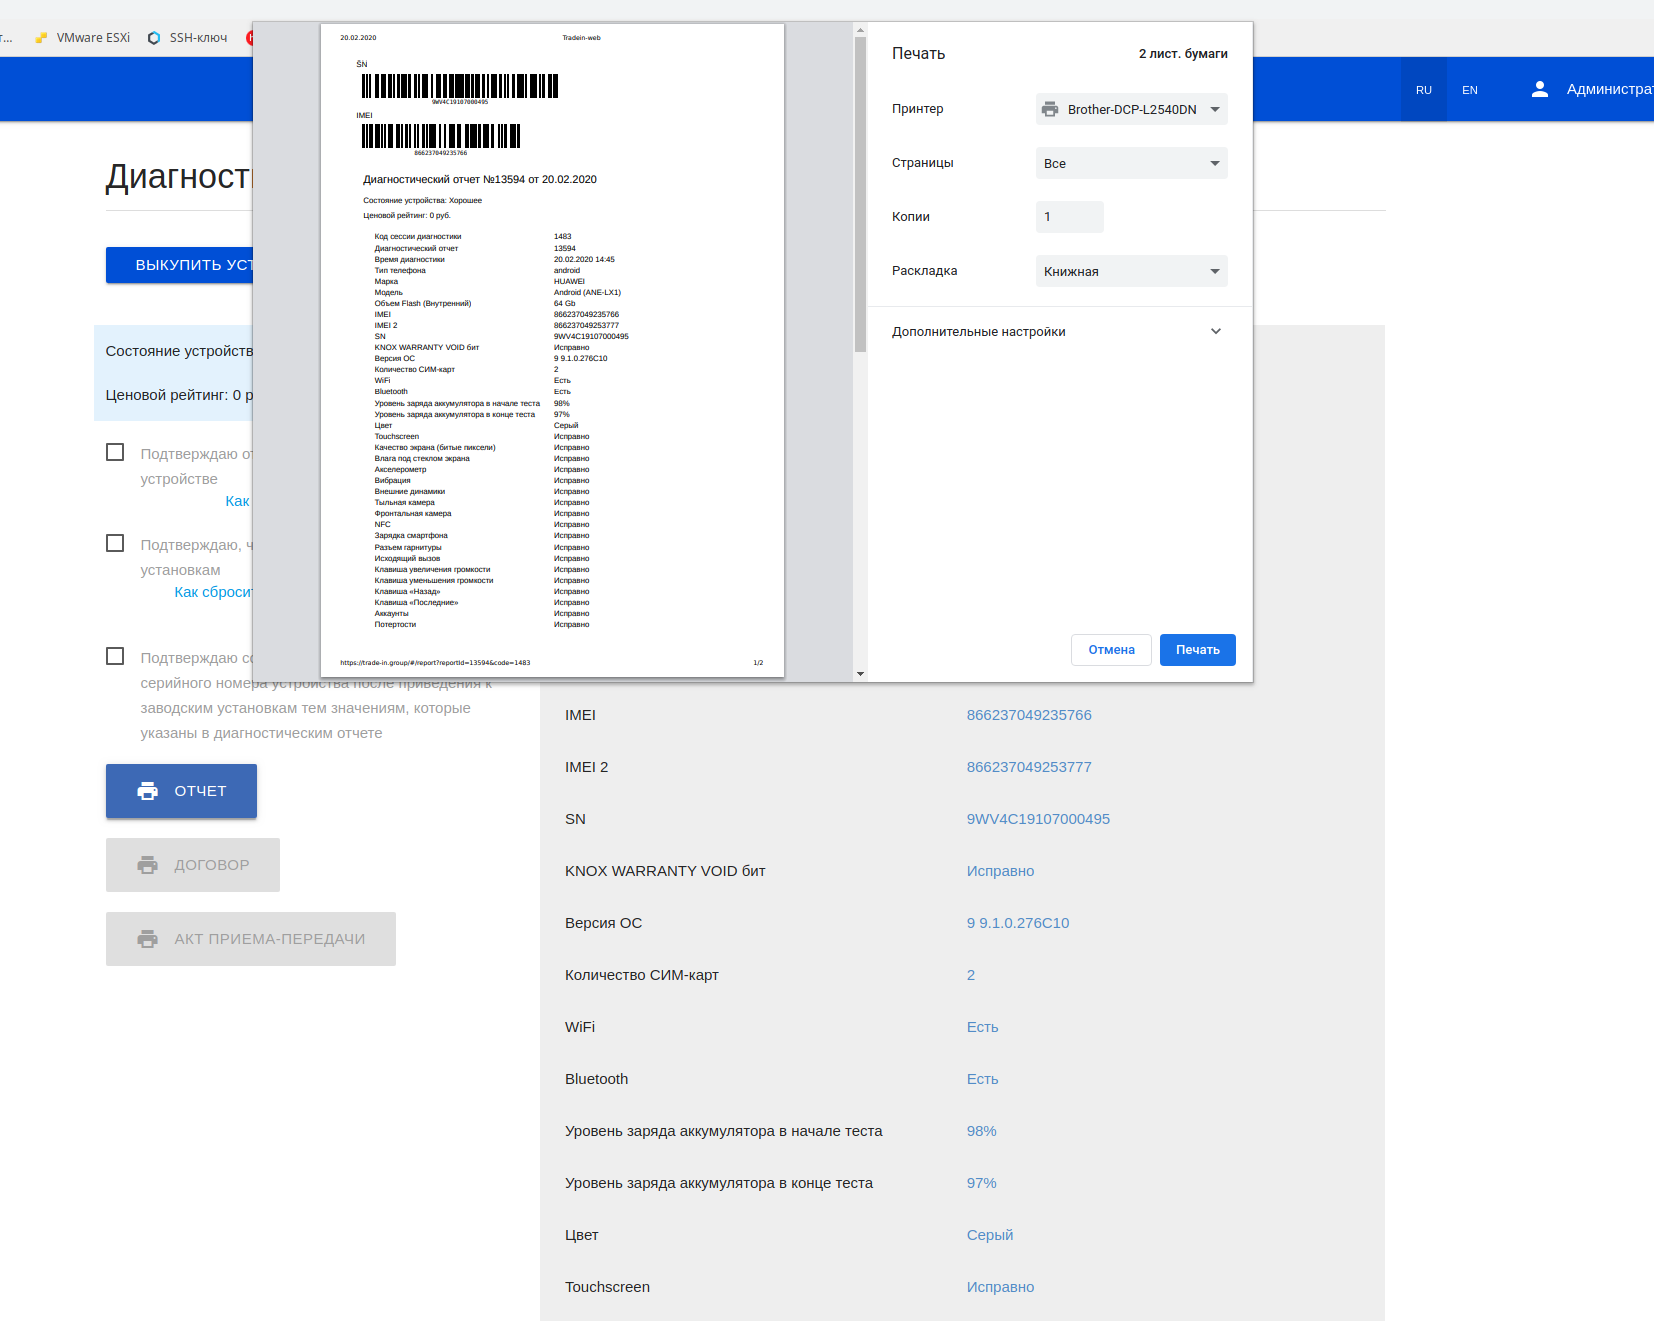 VMware ESXi
SSH-ключ
RU
EN
20.02.2020
Tradein-web
SN
9WV4C19107000495
IMEI
866237049235766
Диагностический отчет №13594 от 20.02.2020
Состояние устройства: Хорошее
Ценовой рейтинг: 0 руб.
Код сессии диагностики 1483
Диагностический отчет 13594
Время диагностики 20.02.2020 14:45
Тип телефона android
Марка HUAWEI
Модель Android (ANE-LX1)
Объем Flash (Внутренний) 64 Gb
IMEI 866237049235766
IMEI 2 866237049253777
SN 9WV4C19107000495
KNOX WARRANTY VOID бит Исправно
Версия ОС 9 9.1.0.276C10
Количество СИМ-карт 2
WiFi Есть
Bluetooth Есть
Уровень заряда аккумулятора в начале теста 98%
Уровень заряда аккумулятора в конце теста 97%
Цвет Серый
Touchscreen Исправно
Качество экрана (битые пиксели) Исправно
Влага под стеклом экрана Исправно
Акселерометр Исправно
Вибрация Исправно
Внешние динамики Исправно
Тыльная камера Исправно
Фронтальная камера Исправно
NFC Исправно
Зарядка смартфона Исправно
Разъем гарнитуры Исправно
Исходящий вызов Исправно
Клавиша увеличения громкости Исправно
Клавиша уменьшения громкости Исправно
Клавиша «Назад» Исправно
Клавиша «Последние» Исправно
Аккаунты Исправно
Потертости Исправно
https://trade-in.group/#/report?reportId=13594&code=1483
1/2
Печать
2 лист. бумаги
Принтер
Brother-DCP-L2540DN
Страницы
Все
Копии
1
Раскладка
Книжная
Дополнительные настройки
Отмена
Печать
ВЫКУПИТЬ
Состояние
Ценовой рейтинг: 0
Подтверждаю
устройстве
Как
Подтверждаю,
установкам
Как
Подтверждаю
серийного номера устройства после приведения к
заводским установкам тем значениям, которые
указаны в диагностическим отчете
ОТЧЕТ
ДОГОВОР
АКТ ПРИЕМА-ПЕРЕДАЧИ
IMEI 866237049235766
IMEI 2 866237049253777
SN 9WV4C19107000495
KNOX WARRANTY VOID бит Исправно
Версия ОС 9 9.1.0.276C10
Количество СИМ-карт 2
WiFi Есть
Bluetooth Есть
Уровень заряда аккумулятора в начале теста 98%
Уровень заряда аккумулятора в конце теста 97%
Цвет Серый
Touchscreen Исправно